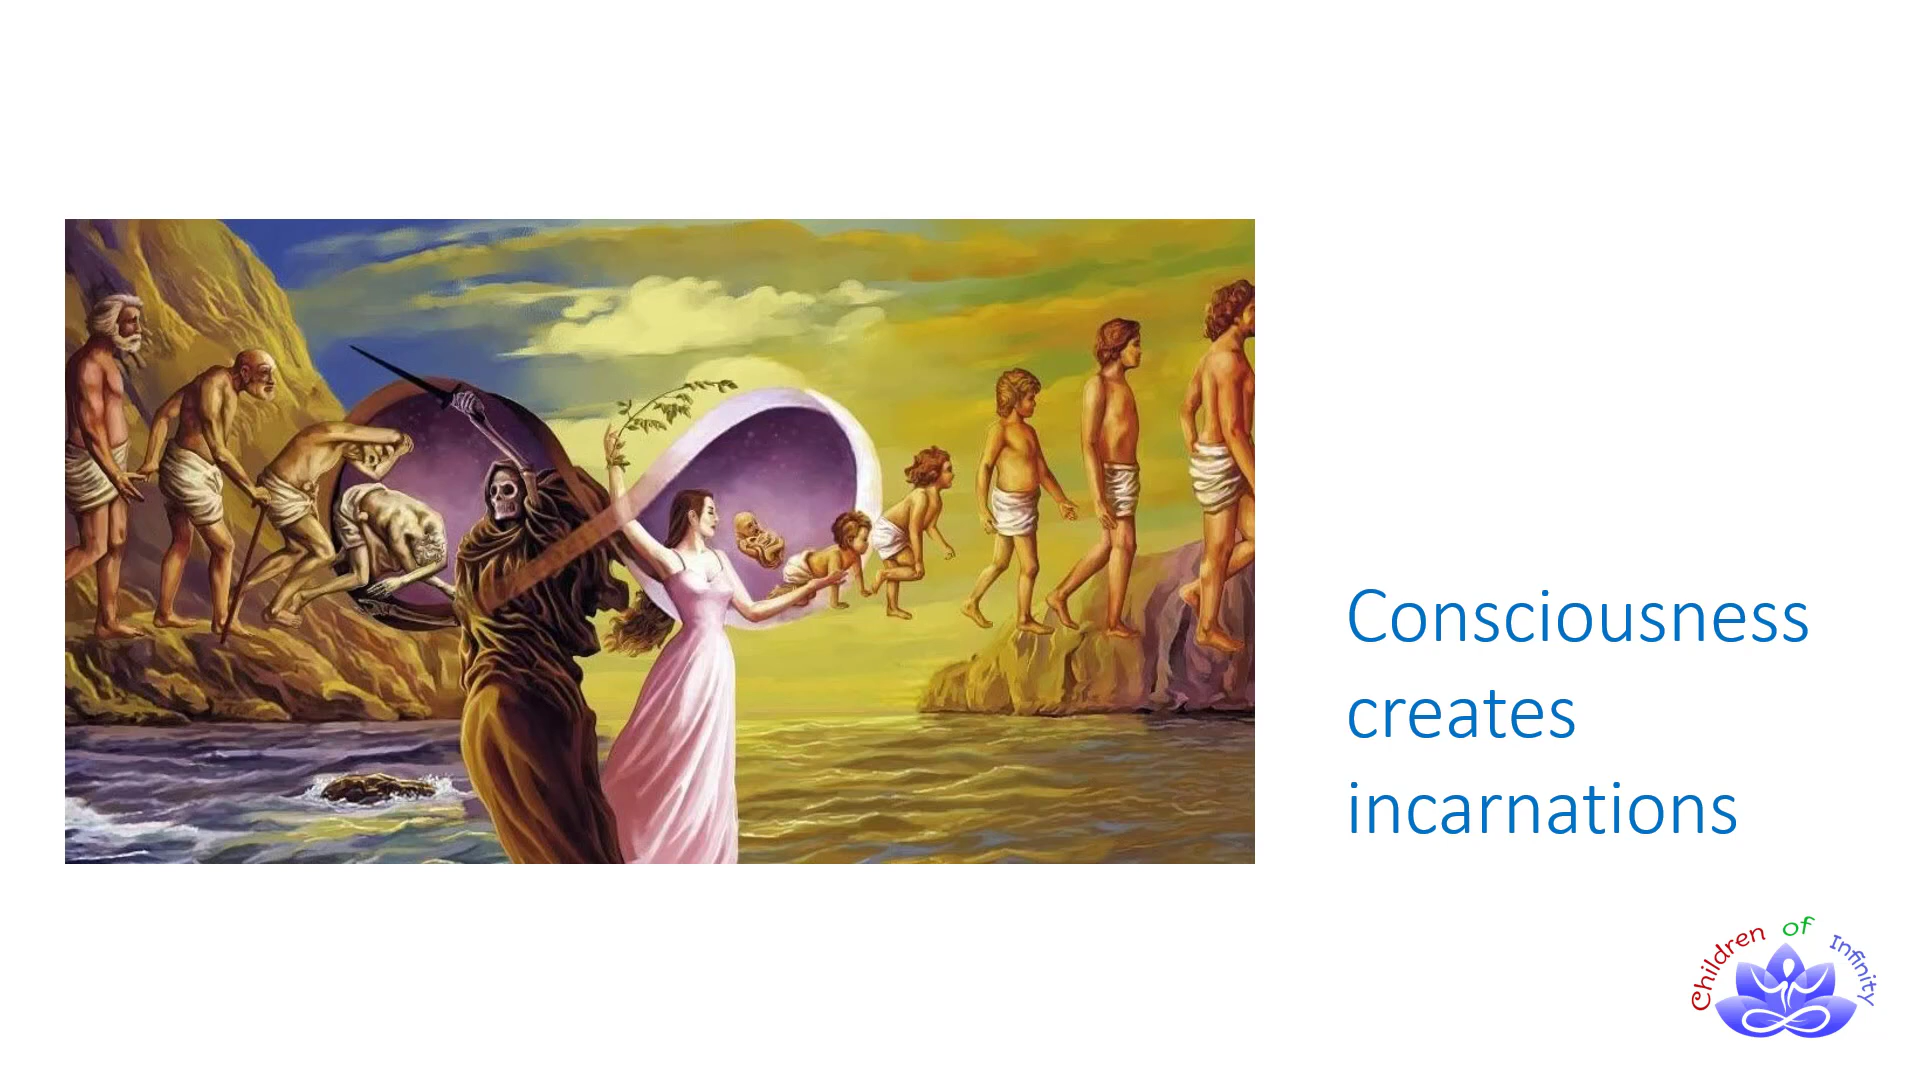 Consciousness
creates
incarnations
Children of Infinity